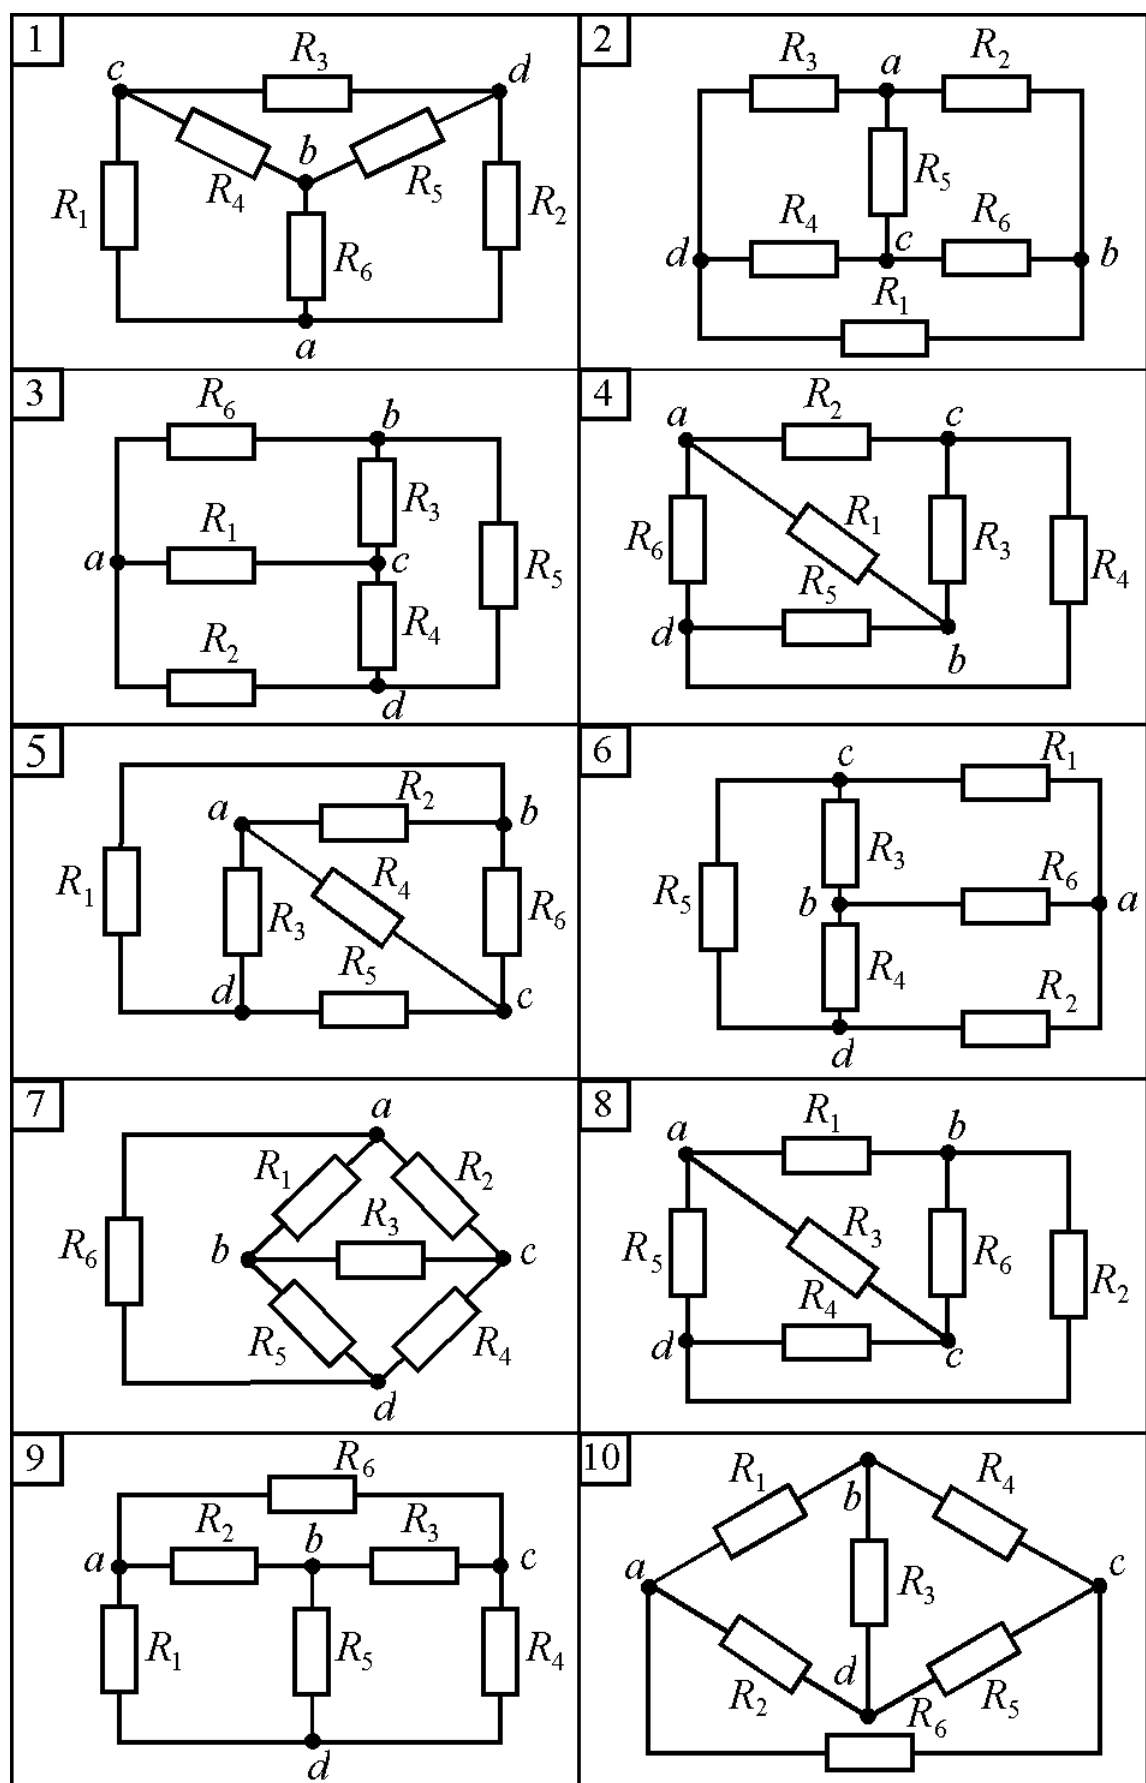 1
c R₃ d
b
R₁ R₄ R₅ R₂
R₆
a
2
R₃ a R₂
R₅
R₄ R₆
d c b
R₁
3
R₆ b
R₃
R₁
a c R₅
R₄
R₂
d
4
a R₂ c
R₁
R₆ R₃ R₄
R₅
d b
5
a R₂ b
R₄
R₁ R₃ R₆
R₅
d c
6
c R₁
R₃
R₅ R₆
b a
R₄ R₂
d
7
a
R₁ R₂
R₃
R₆ b c
R₅ R₄
d
8
a R₁ b
R₃
R₅ R₆ R₂
R₄
d c
9
R₆
R₂ b R₃
a c
R₁ R₅ R₄
d
10
R₁ R₄
b
a c
R₃
d
R₂ R₅
R₆